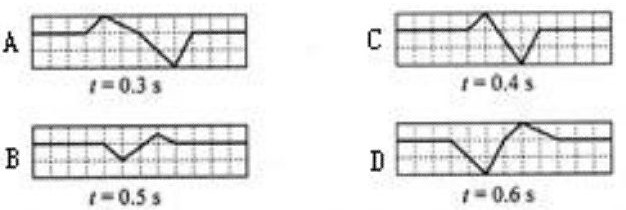 A
t = 0.3 s
C
t = 0.4 s
B
t = 0.5 s
D
t = 0.6 s